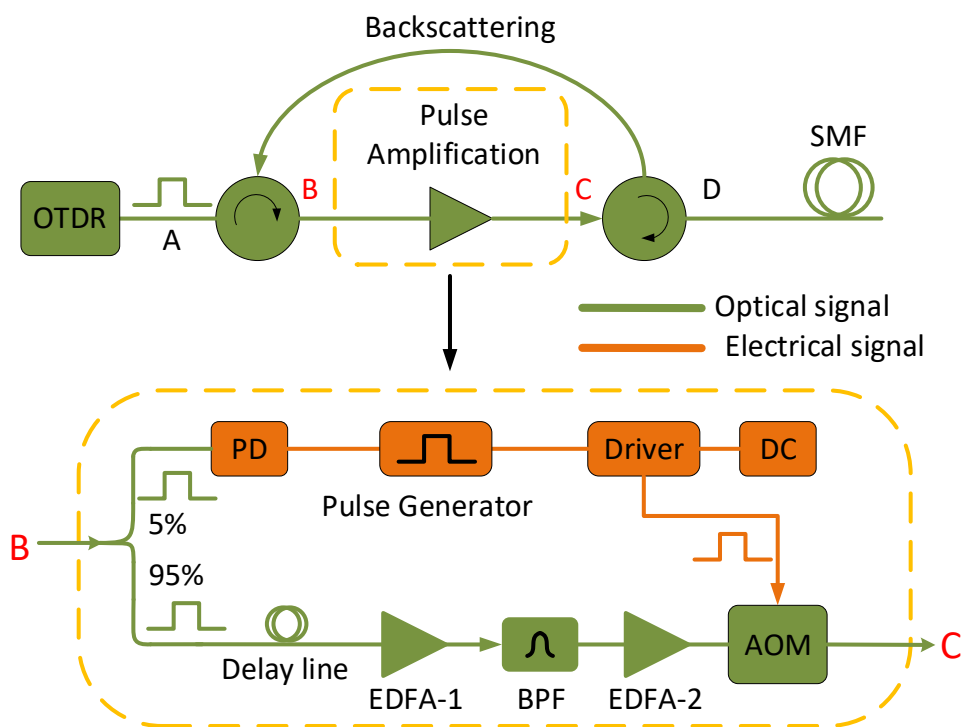 Backscattering
Pulse
Amplification
SMF
OTDR
A
B
C
D
Optical signal
Electrical signal
PD
Driver
DC
Pulse Generator
B
5%
95%
Delay line
EDFA-1
BPF
EDFA-2
AOM
C